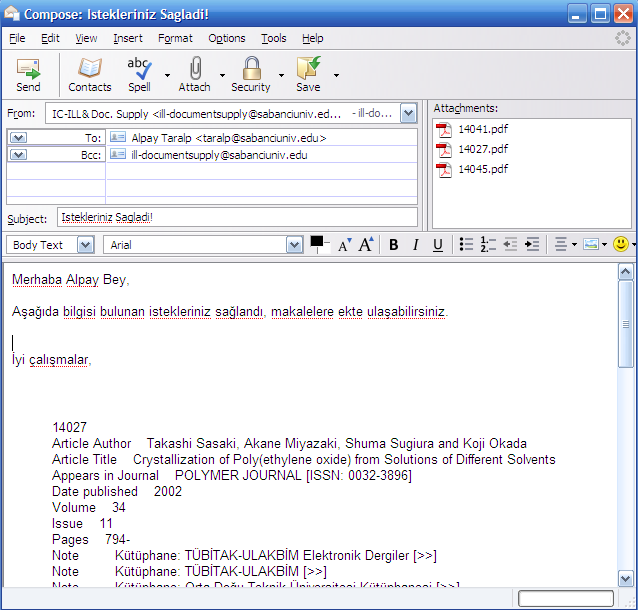 Compose: Istekleriniz Sagladi!
File Edit View Insert Format Options Tools Help
Send Contacts Spell Attach Security Save
From: IC-ILL& Doc. Supply <ill-documentsupply@sabanciuniv.ed... - ill-do...
Attachments:
14041.pdf
14027.pdf
14045.pdf
To: Alpay Taralp <taralp@sabanciuniv.edu>
Bcc: ill-documentsupply@sabanciuniv.edu
Subject: Istekleriniz Sagladi!
Body Text Arial A A B I U
Merhaba Alpay Bey,
Aşağıda bilgisi bulunan istekleriniz sağlandı, makalelere ekte ulaşabilirsiniz.
İyi çalışmalar,
14027
Article Author Takashi Sasaki, Akane Miyazaki, Shuma Sugiura and Koji Okada
Article Title Crystallization of Poly(ethylene oxide) from Solutions of Different Solvents
Appears in Journal POLYMER JOURNAL [ISSN: 0032-3896]
Date published 2002
Volume 34
Issue 11
Pages 794-
Note Kütüphane: TÜBİTAK-ULAKBİM Elektronik Dergiler [>>]
Note Kütüphane: TÜBİTAK-ULAKBİM [>>]
Note Kütüphane: Orta Doğu Teknik Üniversitesi Kütüphanesi [>>]